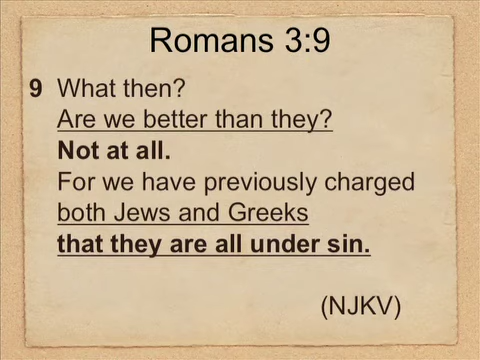 Romans 3:9
9 What then?
Are we better than they?
Not at all.
For we have previously charged
both Jews and Greeks
that they are all under sin.
(NJKV)